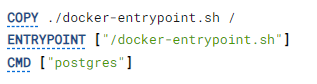 COPY ./docker-entrypoint.sh /
ENTRYPOINT ["/docker-entrypoint.sh"]
CMD ["postgres"]